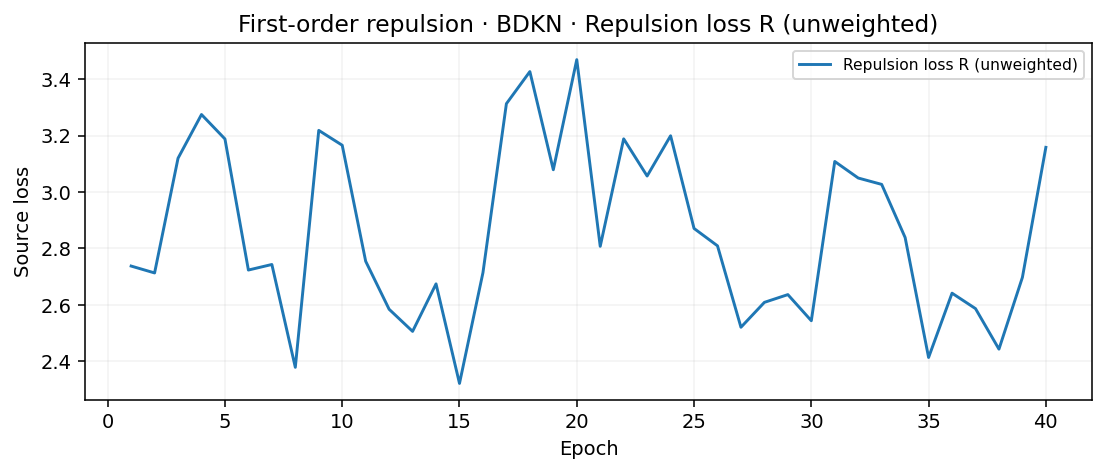 First-order repulsion · BDKN · Repulsion loss R (unweighted)
Repulsion loss R (unweighted)
Source loss
3.4
3.2
3.0
2.8
2.6
2.4
0 5 10 15 20 25 30 35 40
Epoch